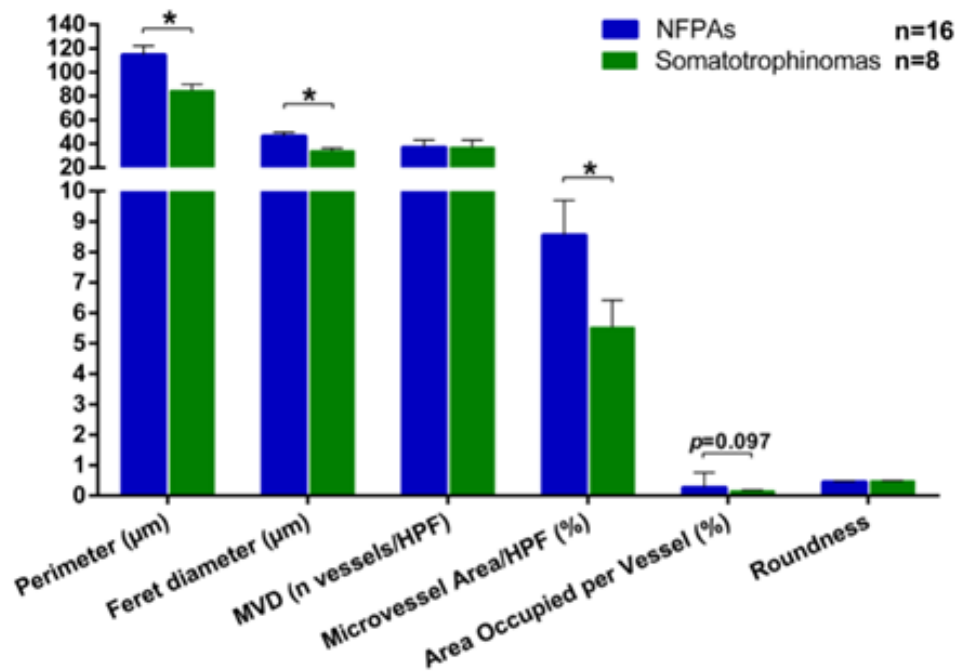 140
120
100
80
60
40
20
10
9
8
7
6
5
4
3
2
1
0
*
*
*
p=0.097
NFPAs n=16
Somatotrophinomas n=8
Perimeter (µm)
Feret diameter (µm)
MVD (n vessels/HPF)
Microvessel Area/HPF (%)
Area Occupied per Vessel (%)
Roundness